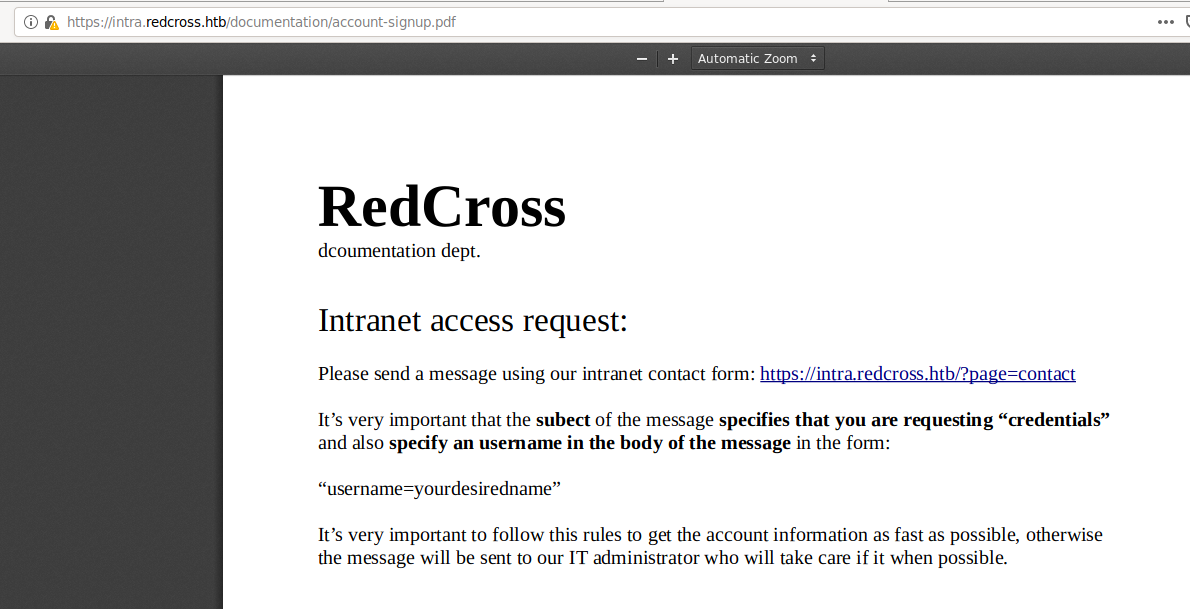 https://intra.redcross.htb/documentation/account-signup.pdf
Automatic Zoom
RedCross
dcoumentation dept.
Intranet access request:
Please send a message using our intranet contact form: https://intra.redcross.htb/?page=contact
It’s very important that the subect of the message specifies that you are requesting “credentials”
and also specify an username in the body of the message in the form:
“username=yourdesiredname”
It’s very important to follow this rules to get the account information as fast as possible, otherwise
the message will be sent to our IT administrator who will take care if it when possible.